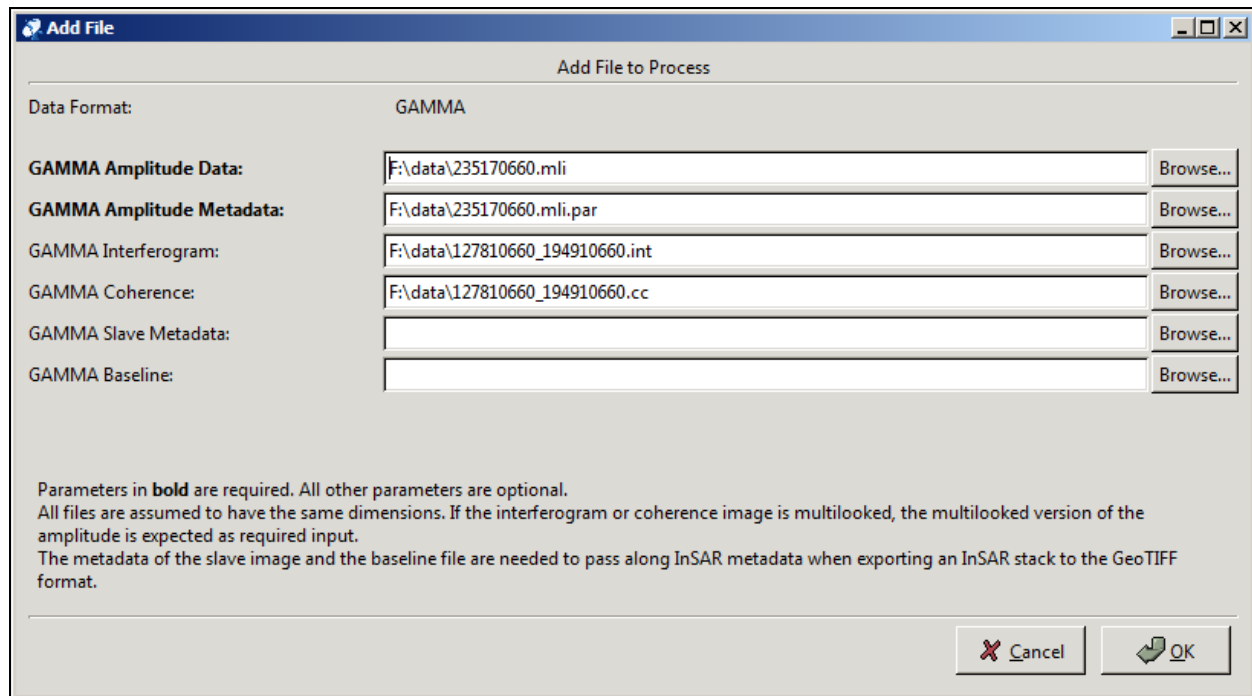 Add File
Add File to Process
Data Format: GAMMA
GAMMA Amplitude Data: F:\data\235170660.mli Browse...
GAMMA Amplitude Metadata: F:\data\235170660.mli.par Browse...
GAMMA Interferogram: F:\data\127810660_194910660.int Browse...
GAMMA Coherence: F:\data\127810660_194910660.cc Browse...
GAMMA Slave Metadata: Browse...
GAMMA Baseline: Browse...
Parameters in bold are required. All other parameters are optional.
All files are assumed to have the same dimensions. If the interferogram or coherence image is multilooked, the multilooked version of the
amplitude is expected as required input.
The metadata of the slave image and the baseline file are needed to pass along InSAR metadata when exporting an InSAR stack to the GeoTIFF
format.
Cancel OK